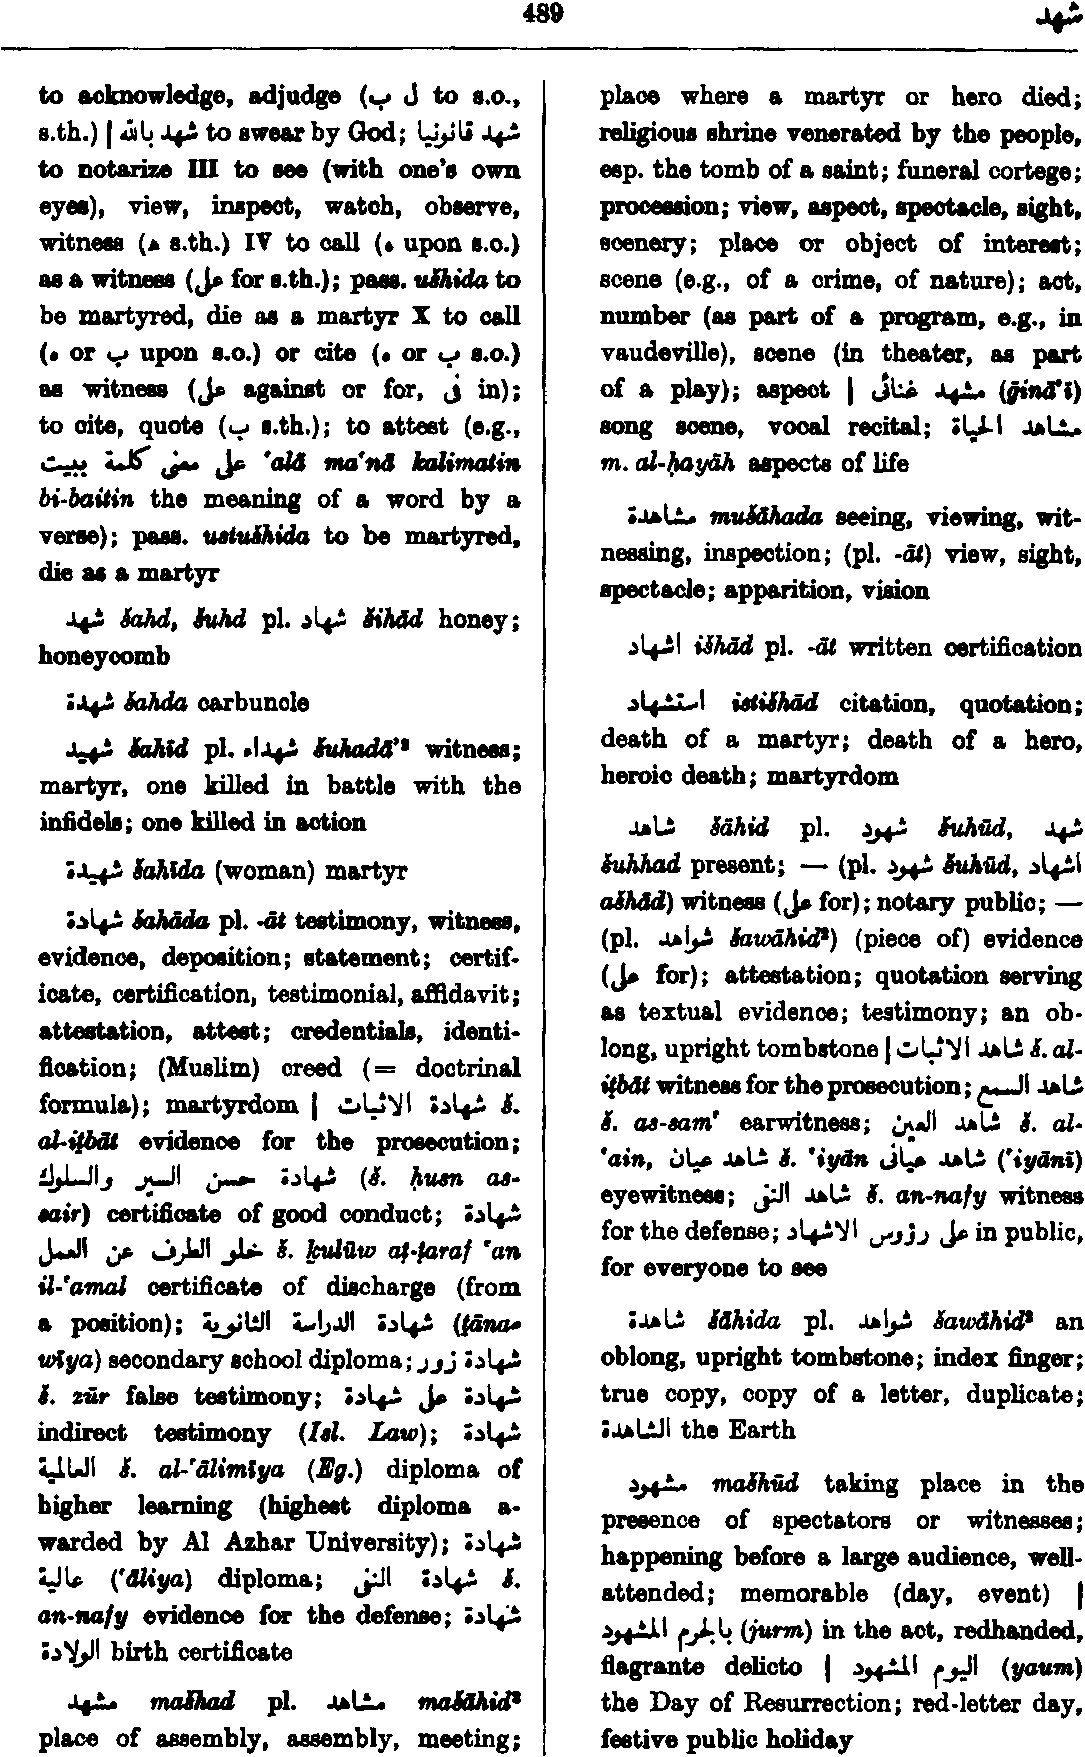 489
شهد
to acknowledge, adjudge (ل ب to s.o.,
s.th.) | شهد بالله to swear by God; شهد قانونيا
to notarize III to see (with one's own
eyes), view, inspect, watch, observe,
witness (ﻫ s.th.) IV to call (ه upon s.o.)
as a witness (على for s.th.); pass. ušhida to
be martyred, die as a martyr X to call
(ه or ب upon s.o.) or cite (ه or ب s.o.)
as witness (على against or for, فى in);
to cite, quote (ب s.th.); to attest (e.g.,
على معنى كلمة ببيت ʿalā maʿnā kalimatin
bi-baitin the meaning of a word by a
verse); pass. ustušhida to be martyred,
die as a martyr
شهد šahd, šuhd pl. شهاد šihād honey;
honeycomb
شهدة šahda carbuncle
شهيد šahīd pl. شهداء šuhadāʾ² witness;
martyr, one killed in battle with the
infidels; one killed in action
شهيدة šahīda (woman) martyr
شهادة šahāda pl. -āt testimony, witness,
evidence, deposition; statement; certif-
icate, certification, testimonial, affidavit;
attestation, attest; credentials, identi-
fication; (Muslim) creed (= doctrinal
formula); martyrdom | شهادة الاثبات š.
al-iṯbāt evidence for the prosecution;
شهادة حسن السير والسلوك (š. ḥusn as-
sair) certificate of good conduct; شهادة
خلو الطرف عن العمل š. ḵulūw aṭ-ṭaraf ʿan
il-ʿamal certificate of discharge (from
a position); شهادة الدراسة الثانوية (ṯāna-
wīya) secondary school diploma; شهادة زور
š. zūr false testimony; شهادة على شهادة
indirect testimony (Isl. Law); شهادة
العالمية š. al-ʿālimīya (Eg.) diploma of
higher learning (highest diploma a-
warded by Al Azhar University); شهادة
عالية (ʿāliya) diploma; شهادة النفى š.
an-nafy evidence for the defense; شهادة
الولادة birth certificate
مشهد mašhad pl. مشاهد mašāhid²
place of assembly, assembly, meeting;
place where a martyr or hero died;
religious shrine venerated by the people,
esp. the tomb of a saint; funeral cortege;
procession; view, aspect, spectacle, sight,
scenery; place or object of interest;
scene (e.g., of a crime, of nature); act,
number (as part of a program, e.g., in
vaudeville), scene (in theater, as part
of a play); aspect | مشهد غنائى (ḡināʾī)
song scene, vocal recital; مشاهد الحياة
m. al-ḥayāh aspects of life
مشاهدة mušāhada seeing, viewing, wit-
nessing, inspection; (pl. -āt) view, sight,
spectacle; apparition, vision
اشهاد išhād pl. -āt written certification
استشهاد istišhād citation, quotation;
death of a martyr; death of a hero,
heroic death; martyrdom
شاهد šāhid pl. شهود šuhūd, شهد
šuhhad present; — (pl. شهود šuhūd, اشهاد
ašhād) witness (على for); notary public; —
(pl. شواهد šawāhid²) (piece of) evidence
(على for); attestation; quotation serving
as textual evidence; testimony; an ob-
long, upright tombstone | شاهد الاثبات š. al-
iṯbāt witness for the prosecution; شاهد السمع
š. as-samʿ earwitness; شاهد العين š. al-
ʿain, شاهد عيان š. ʿiyān شاهد عيانى (ʿiyānī)
eyewitness; شاهد النفى š. an-nafy witness
for the defense; على رؤوس الاشهاد in public,
for everyone to see
شاهدة šāhida pl. شواهد šawāhid² an
oblong, upright tombstone; index finger;
true copy, copy of a letter, duplicate;
الشاهدة the Earth
مشهود mašhūd taking place in the
presence of spectators or witnesses;
happening before a large audience, well-
attended; memorable (day, event) |
بالجرم المشهود (jurm) in the act, redhanded,
flagrante delicto | اليوم المشهود (yaum)
the Day of Resurrection; red-letter day,
festive public holiday